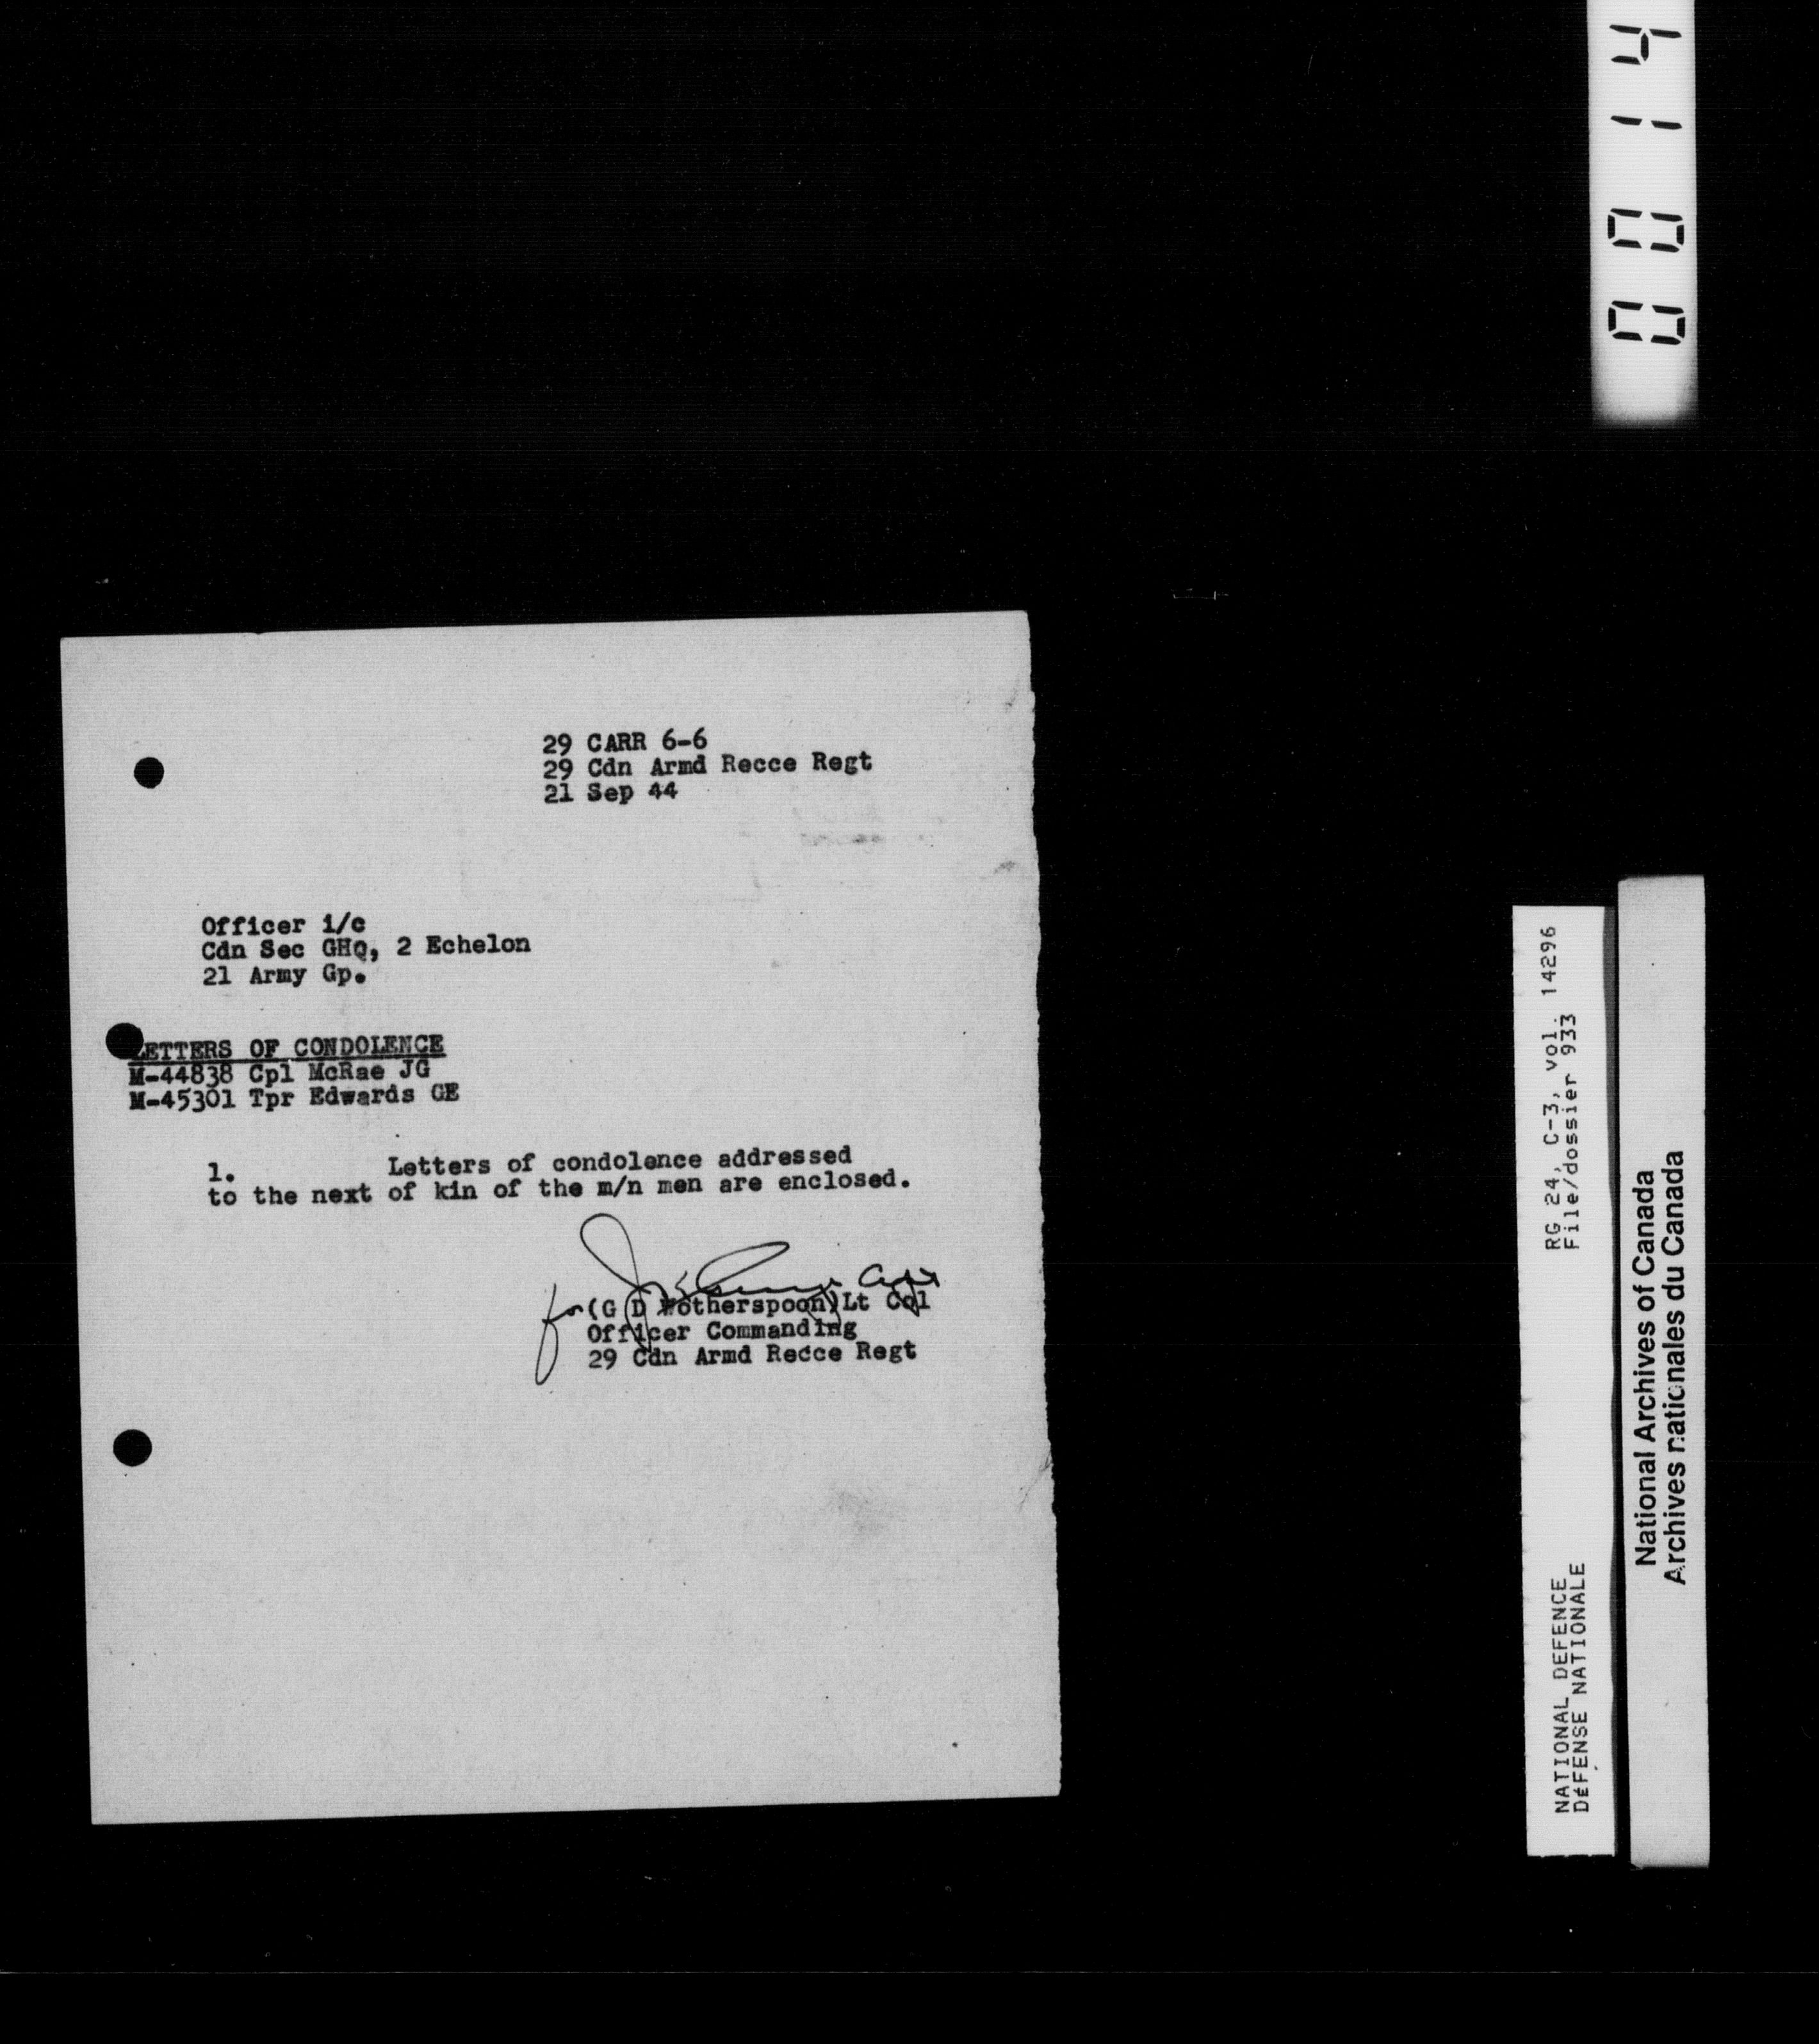 0014
29 CARR 6-6
29 Cdn Armd Recce Regt
21 Sep 44
Officer i/c
Cdn Sec GHQ, 2 Echelon
21 Army Gp.
LETTERS OF CONDOLENCE
M-44838 Cpl McRae JG
M-45301 Tpr Edwards GE
1. Letters of condolence addressed
to the next of kin of the m/n men are enclosed.
for (G D Wotherspoon) Lt Col
Officer Commanding
29 Cdn Armd Recce Regt
NATIONAL DEFENCE RG 24, C-3, vol. 14296
DéFENSE NATIONALE File/dossier 933
National Archives of Canada
Archives nationales du Canada